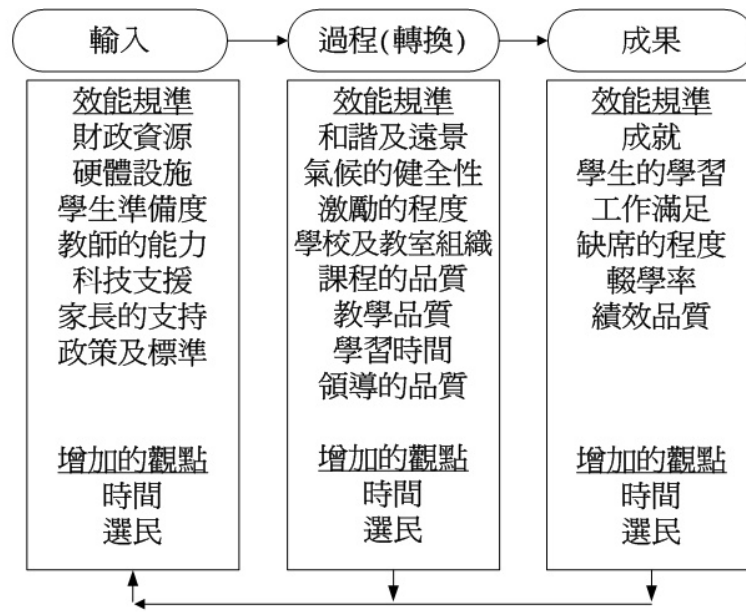 輸入
效能規準
財政資源
硬體設施
學生準備度
教師的能力
科技支援
家長的支持
政策及標準
增加的觀點
時間
選民
過程(轉換)
效能規準
和諧及遠景
氣候的健全性
激勵的程度
學校及教室組織
課程的品質
教學品質
學習時間
領導的品質
增加的觀點
時間
選民
成果
效能規準
成就
學生的學習
工作滿足
缺席的程度
輟學率
績效品質
增加的觀點
時間
選民